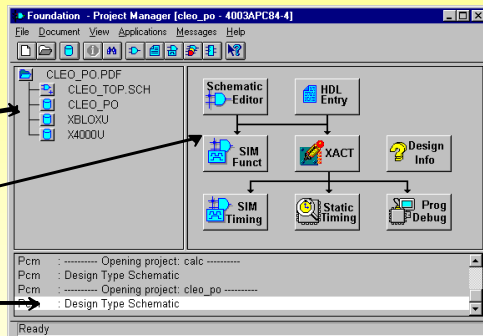 Foundation - Project Manager [cleo_po - 4003APC84-4]
File Document View Applications Messages Help
CLEO_PO.PDF
CLEO_TOP.SCH
CLEO_PO
XBLOXU
X4000U
Schematic
Editor
HDL
Entry
SIM
Funct
XACT
Design
Info
SIM
Timing
Static
Timing
Prog
Debug
Pcm : ---------- Opening project: calc ----------
Pcm : Design Type Schematic
Pcm : ---------- Opening project: cleo_po ----------
Pcm : Design Type Schematic
Ready